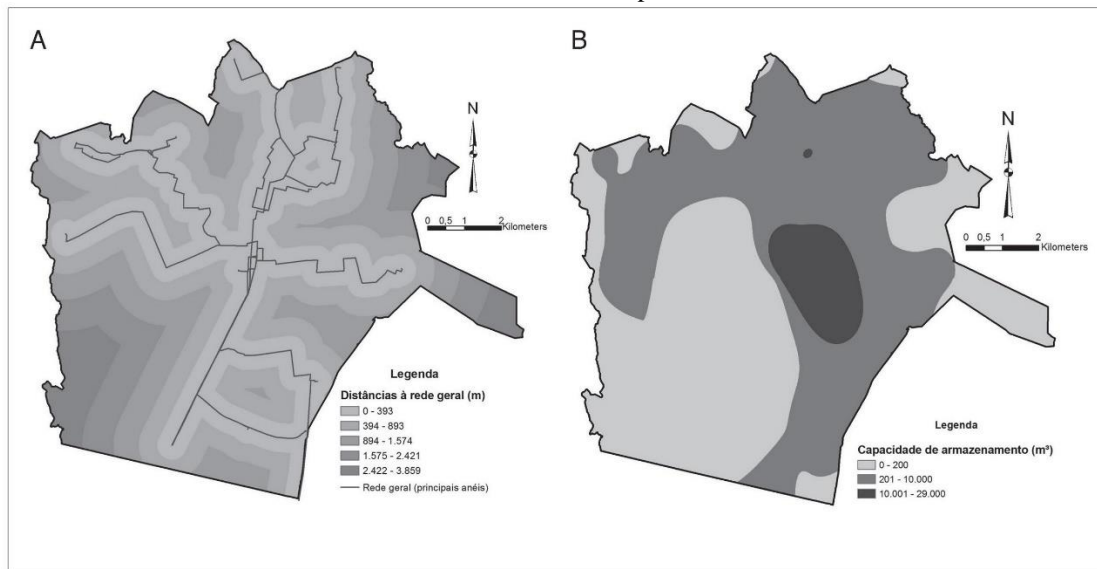 A
N
0 0,5 1 2
Kilometers
Legenda
Distâncias à rede geral (m)
0 - 393
394 - 893
894 - 1.574
1.575 - 2.421
2.422 - 3.859
Rede geral (principais anéis)
B
N
0 0,5 1 2
Kilometers
Legenda
Capacidade de armazenamento (m³)
0 - 200
201 - 10.000
10.001 - 29.000